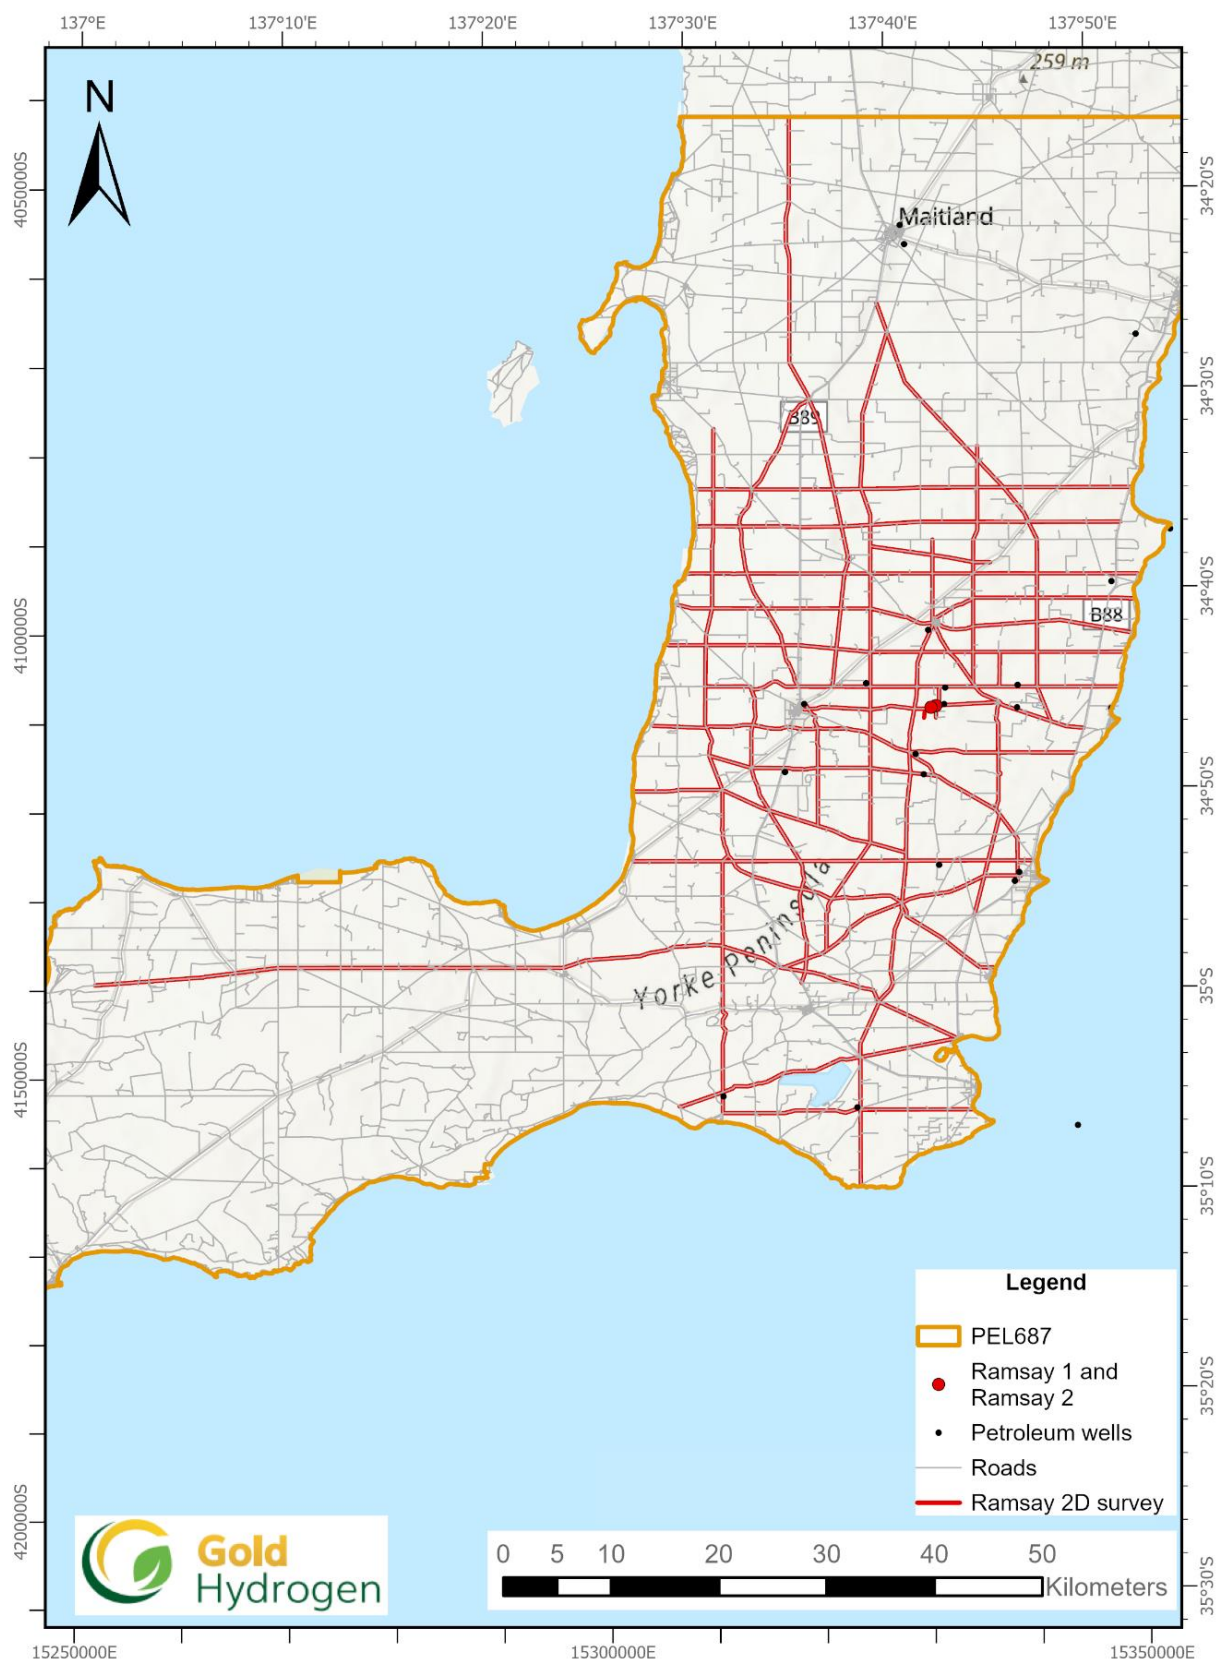 137°E 137°10'E 137°20'E 137°30'E 137°40'E 137°50'E
N
259 m
4050000S
34°20'S
Maitland
34°30'S
B89
34°40'S
4100000S
B88
34°50'S
Yorke Peninsula
35°S
4150000S
35°10'S
Legend
PEL687
Ramsay 1 and
Ramsay 2
35°20'S
Petroleum wells
Roads
Ramsay 2D survey
4200000S
Gold
Hydrogen
0 5 10 20 30 40 50
Kilometers
35°30'S
15250000E 15300000E 15350000E